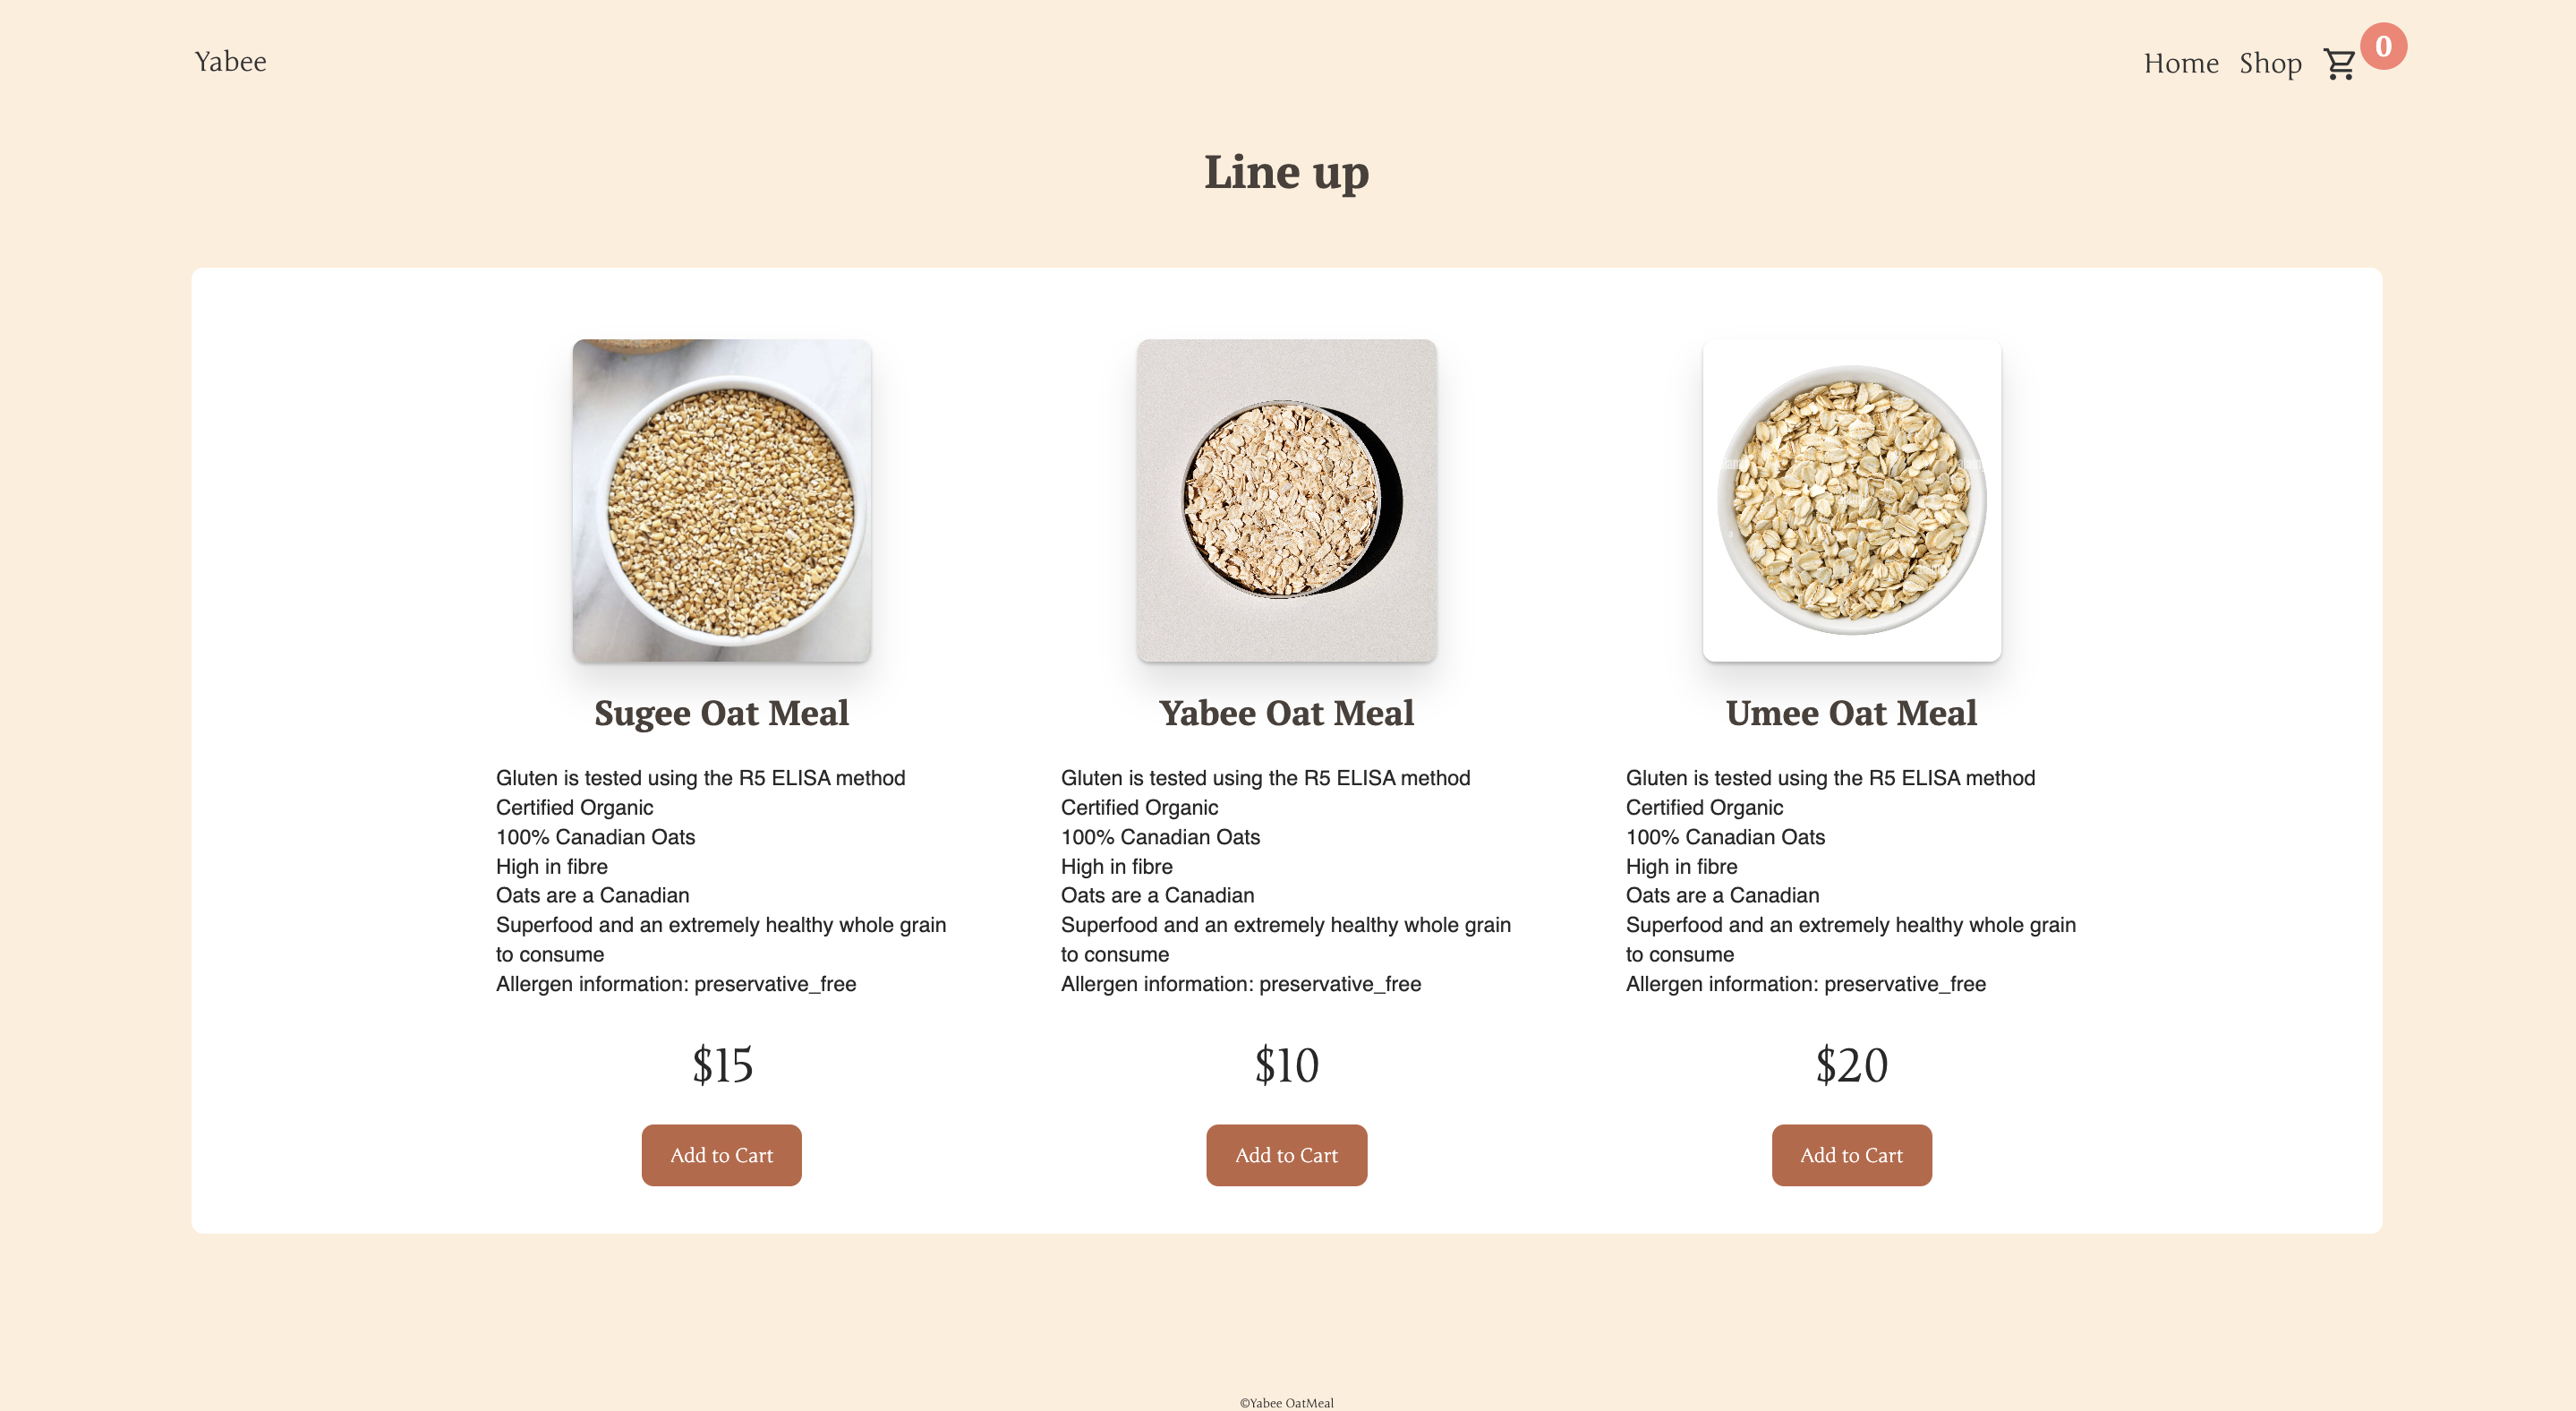 Yabee
Home Shop 0
Line up
Sugee Oat Meal
Gluten is tested using the R5 ELISA method
Certified Organic
100% Canadian Oats
High in fibre
Oats are a Canadian
Superfood and an extremely healthy whole grain
to consume
Allergen information: preservative_free
$15
Add to Cart
Yabee Oat Meal
Gluten is tested using the R5 ELISA method
Certified Organic
100% Canadian Oats
High in fibre
Oats are a Canadian
Superfood and an extremely healthy whole grain
to consume
Allergen information: preservative_free
$10
Add to Cart
Umee Oat Meal
Gluten is tested using the R5 ELISA method
Certified Organic
100% Canadian Oats
High in fibre
Oats are a Canadian
Superfood and an extremely healthy whole grain
to consume
Allergen information: preservative_free
$20
Add to Cart
©Yabee OatMeal